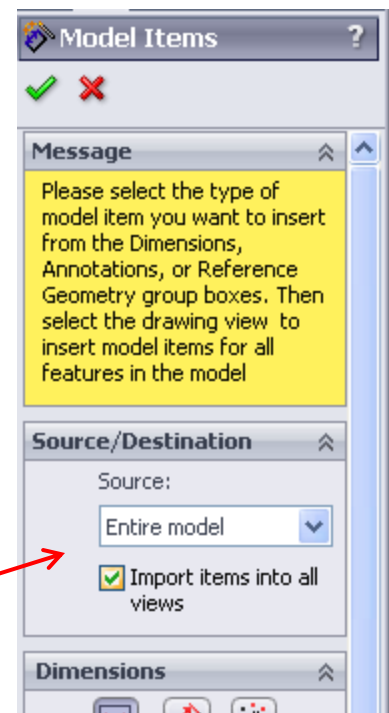 Model Items ?
Message
Please select the type of
model item you want to insert
from the Dimensions,
Annotations, or Reference
Geometry group boxes. Then
select the drawing view to
insert model items for all
features in the model
Source/Destination
Source:
Entire model
Import items into all
views
Dimensions